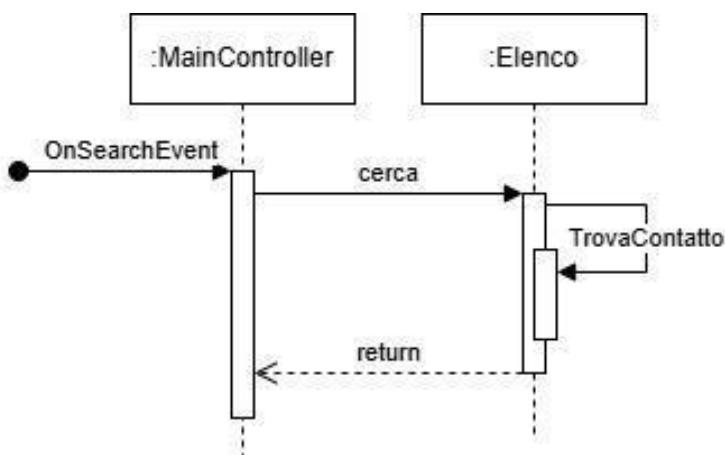 :MainController
:Elenco
OnSearchEvent
cerca
TrovaContatto
return